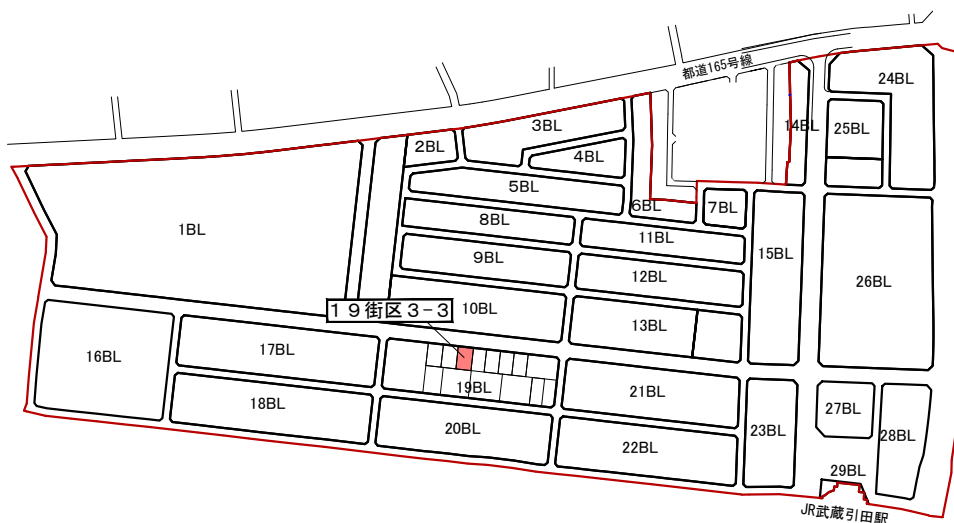 都道165号線
24BL
3BL
14BL
25BL
2BL
4BL
5BL
6BL
7BL
1BL
8BL
11BL
15BL
9BL
12BL
26BL
10BL
19街区3-3
13BL
16BL
17BL
19BL
21BL
18BL
27BL
20BL
23BL
28BL
22BL
29BL
JR武蔵引田駅